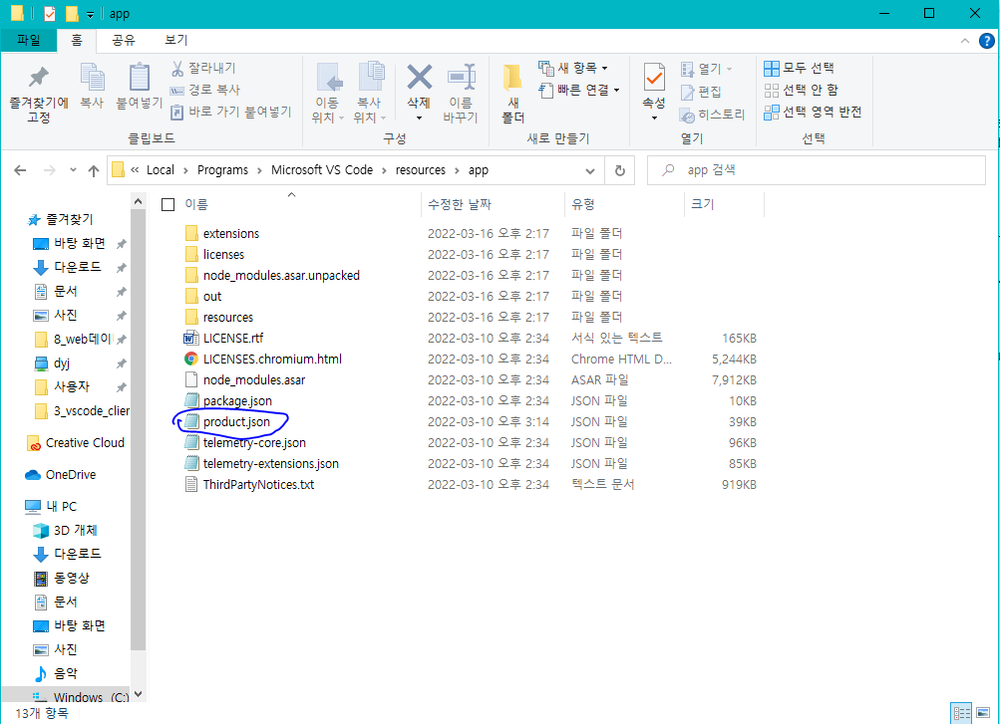 app
파일 홈 공유 보기
즐겨찾기에 고정
복사
붙여넣기
잘라내기
경로 복사
바로 가기 붙여넣기
클립보드
이동 위치
복사 위치
삭제
이름 바꾸기
구성
새 폴더
새 항목
빠른 연결
새로 만들기
속성
열기
편집
히스토리
열기
모두 선택
선택 안 함
선택 영역 반전
선택
« Local > Programs > Microsoft VS Code > resources > app
app 검색
즐겨찾기
바탕 화면
다운로드
문서
사진
8_web데이
dyj
사용자
3_vscode_clier
Creative Cloud
OneDrive
내 PC
3D 개체
다운로드
동영상
문서
바탕 화면
사진
음악
Windows (C:)
이름 수정한 날짜 유형 크기
extensions 2022-03-16 오후 2:17 파일 폴더
licenses 2022-03-16 오후 2:17 파일 폴더
node_modules.asar.unpacked 2022-03-16 오후 2:17 파일 폴더
out 2022-03-16 오후 2:17 파일 폴더
resources 2022-03-16 오후 2:17 파일 폴더
LICENSE.rtf 2022-03-10 오후 2:34 서식 있는 텍스트 165KB
LICENSES.chromium.html 2022-03-10 오후 2:34 Chrome HTML D... 5,244KB
node_modules.asar 2022-03-10 오후 2:34 ASAR 파일 7,912KB
package.json 2022-03-10 오후 2:34 JSON 파일 10KB
product.json 2022-03-10 오후 3:14 JSON 파일 39KB
telemetry-core.json 2022-03-10 오후 2:34 JSON 파일 96KB
telemetry-extensions.json 2022-03-10 오후 2:34 JSON 파일 85KB
ThirdPartyNotices.txt 2022-03-10 오후 2:34 텍스트 문서 919KB
13개 항목